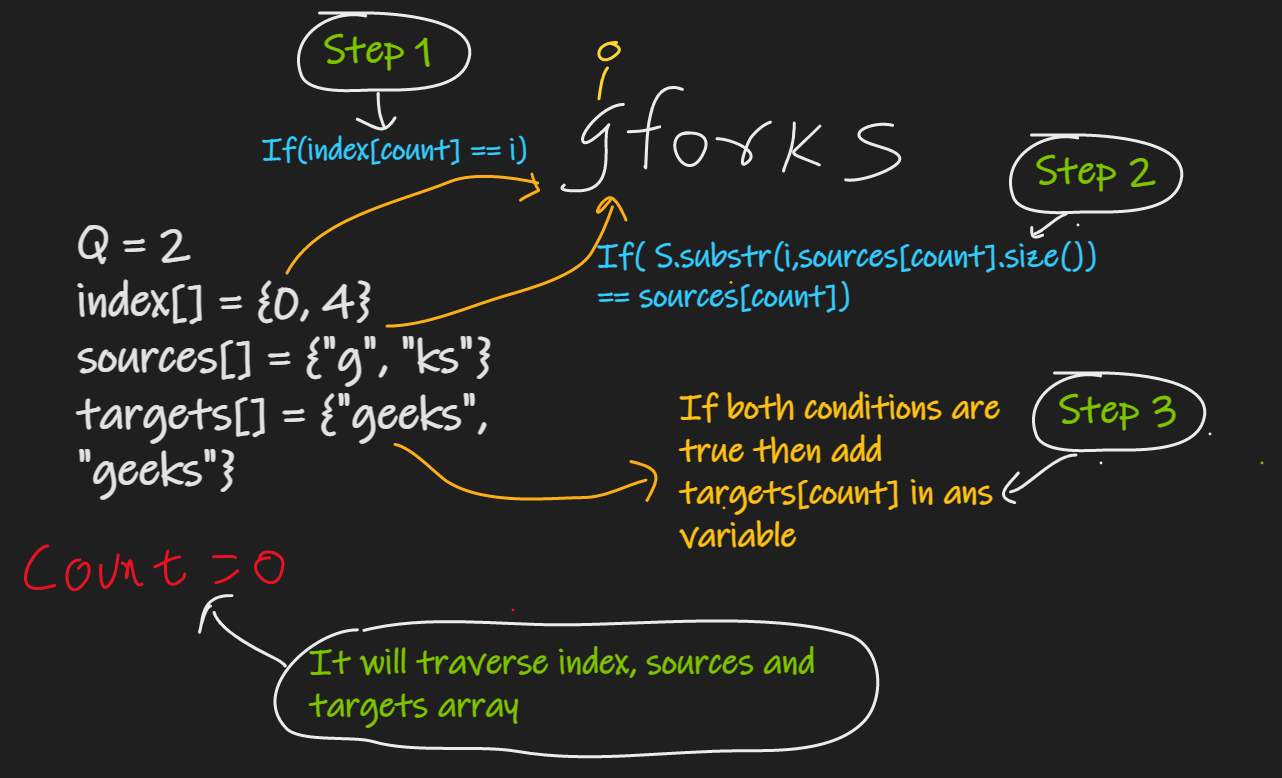 Step 1
o
i
If(index[count] == i)
gforks
Step 2
If( S.substr(i,sources[count].size())
== sources[count])
Q = 2
index[] = {0, 4}
sources[] = {"g", "ks"}
targets[] = {"geeks",
"geeks"}
Step 3
If both conditions are
true then add
targets[count] in ans
variable
Count = 0
It will traverse index, sources and
targets array